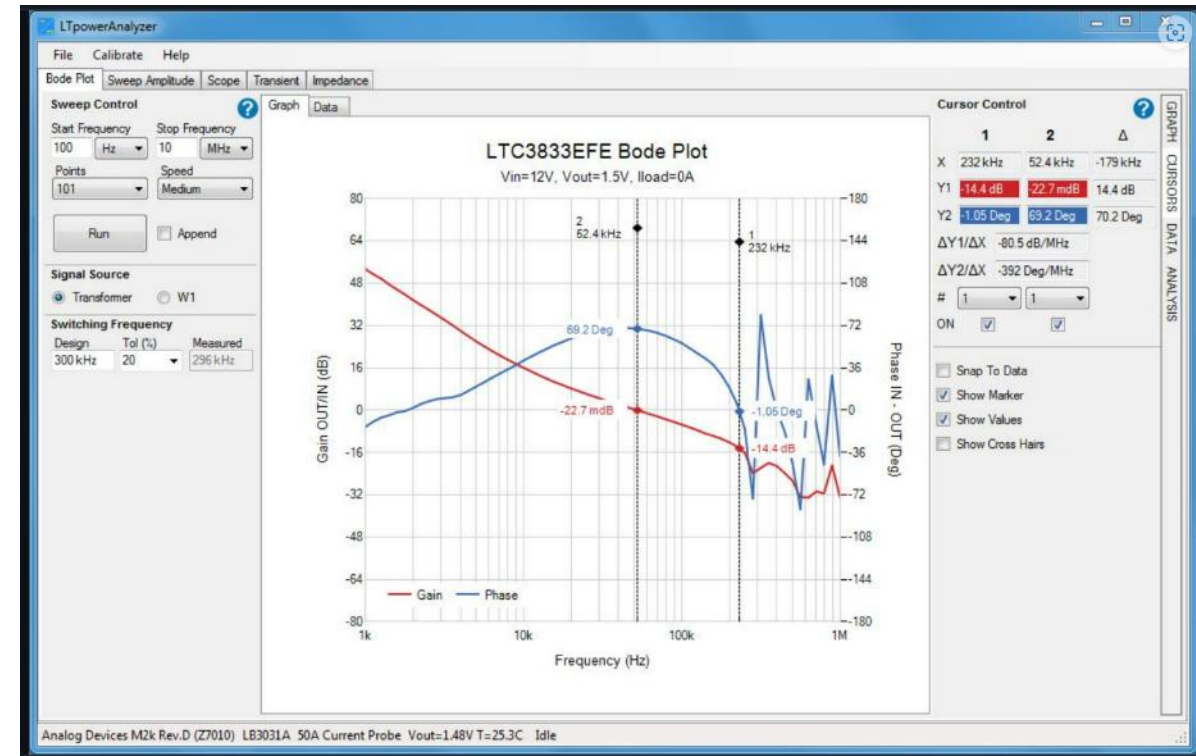 LTpowerAnalyzer
File Calibrate Help
Bode Plot Sweep Amplitude Scope Transient Impedance
Sweep Control ?
Start Frequency Stop Frequency
100 Hz 10 MHz
Points Speed
101 Medium
Run Append
Signal Source
Transformer W1
Switching Frequency
Design Tol (%) Measured
300 kHz 20 296 kHz
Graph Data
LTC3833EFE Bode Plot
Vin=12V, Vout=1.5V, Iload=0A
Gain OUT/IN (dB)
80
64
48
32
16
0
-16
-32
-48
-64
-80
2
52.4 kHz
1
232 kHz
69.2 Deg
-22.7 mdB
-1.05 Deg
-14.4 dB
Gain Phase
180
144
108
72
36
0
-36
-72
-108
-144
-180
Phase IN - OUT (Deg)
1k 10k 100k 1M
Frequency (Hz)
Cursor Control ?
1 2 Δ
X 232 kHz 52.4 kHz -179 kHz
Y1 -14.4 dB -22.7 mdB 14.4 dB
Y2 -1.05 Deg 69.2 Deg 70.2 Deg
ΔY1/ΔX -80.5 dB/MHz
ΔY2/ΔX -392 Deg/MHz
# 1 1
ON
Snap To Data
Show Marker
Show Values
Show Cross Hairs
GRAPH CURSORS DATA ANALYSIS
Analog Devices M2k Rev.D (Z7010) LB3031A 50A Current Probe Vout=1.48V T=25.3C Idle